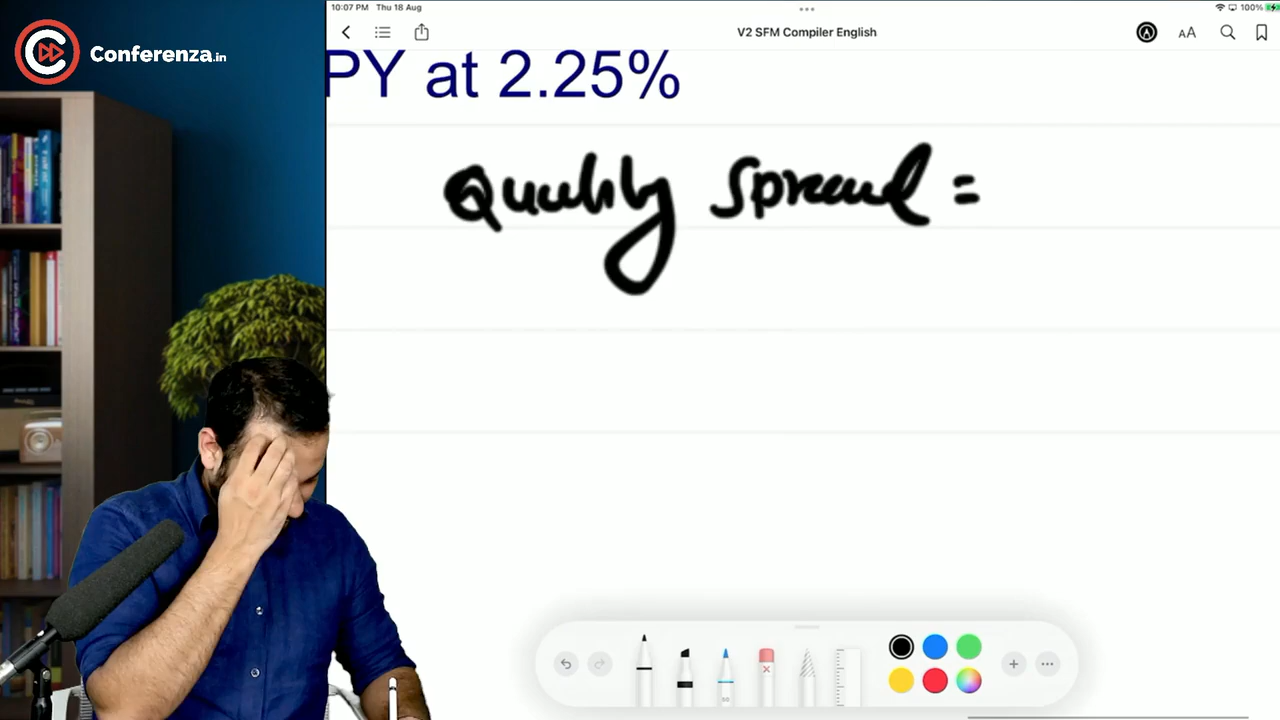 Conferenza.in
10:07 PM Thu 18 Aug
100%
V2 SFM Compiler English
AA
PY at 2.25%
Quality Spread =
50